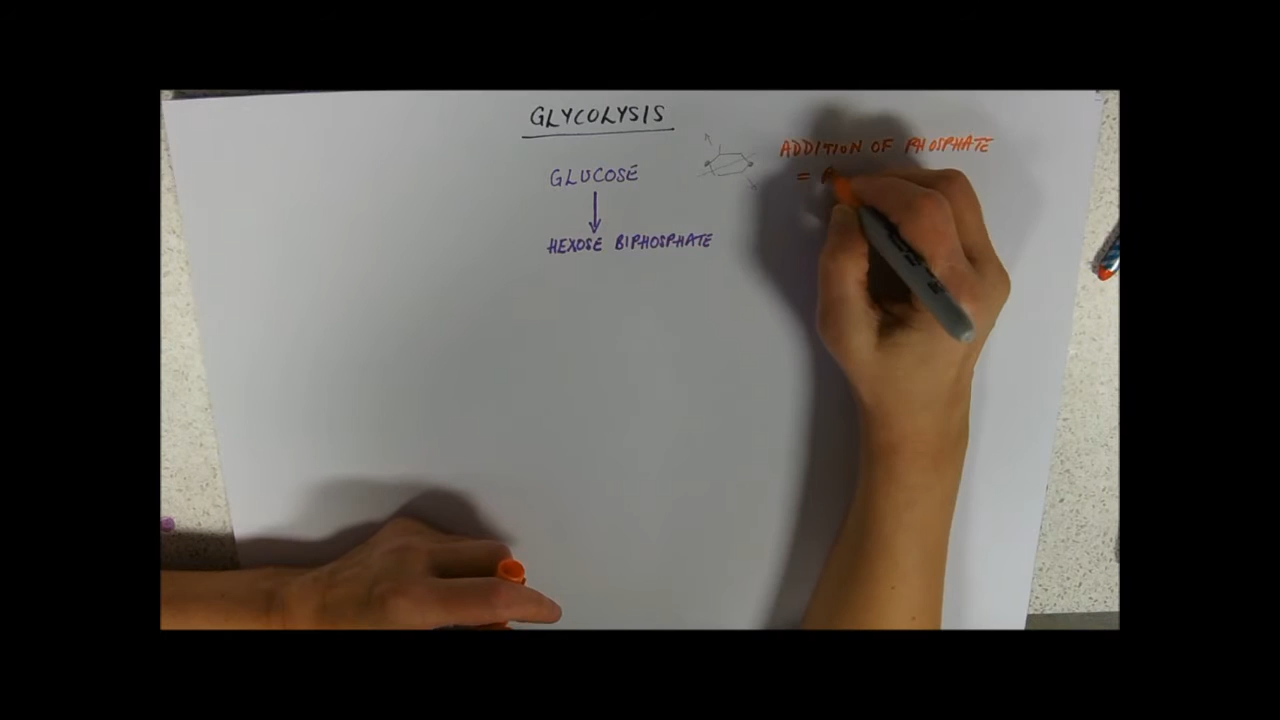 GLYCOLYSIS
GLUCOSE
HEXOSE BIPHOSPHATE
ADDITION OF PHOSPHATE
=